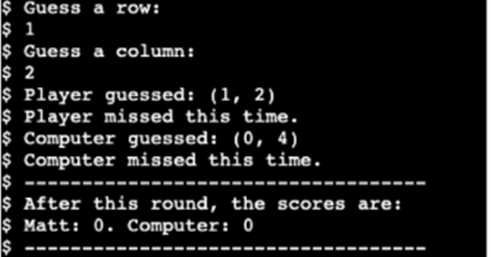 $ Guess a row:
$ 1
$ Guess a column:
$ 2
$ Player guessed: (1, 2)
$ Player missed this time.
$ Computer guessed: (0, 4)
$ Computer missed this time.
$ -----------------------------------
$ After this round, the scores are:
$ Matt: 0. Computer: 0
$ -----------------------------------